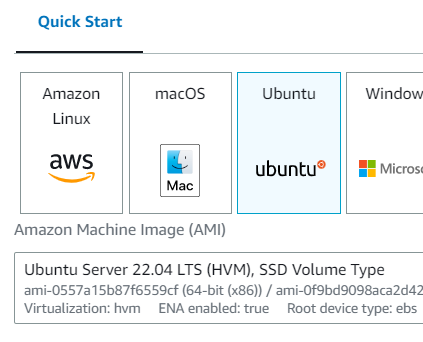 Quick Start
Amazon Linux
aws
macOS
Mac
Ubuntu
ubuntu
Window
Microsc
Amazon Machine Image (AMI)
Ubuntu Server 22.04 LTS (HVM), SSD Volume Type
ami-0557a15b87f6559cf (64-bit (x86)) / ami-0f9bd9098aca2d42
Virtualization: hvm ENA enabled: true Root device type: ebs